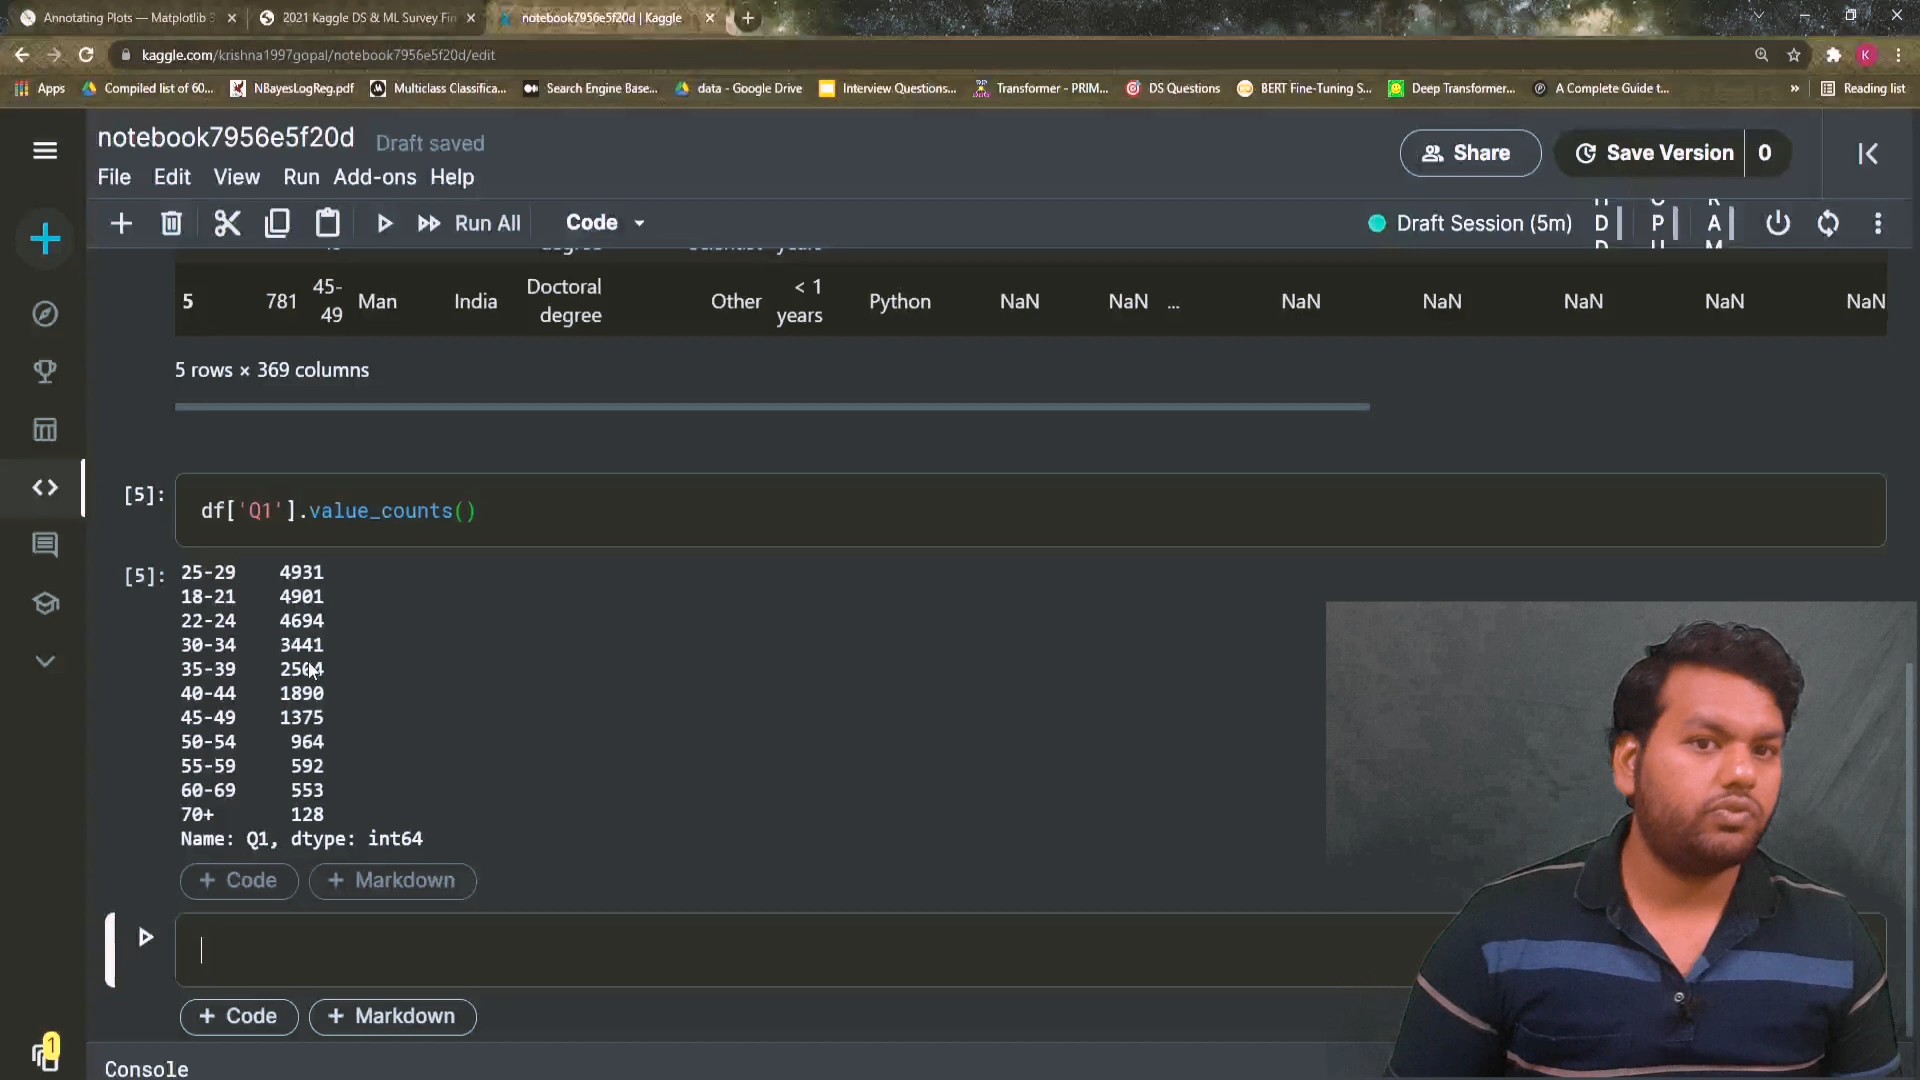 Annotating Plots — Matplotlib 3
2021 Kaggle DS & ML Survey Fin
notebook7956e5f20d | Kaggle
kaggle.com/krishna1997gopal/notebook7956e5f20d/edit
K
Apps
Compiled list of 60...
NBayesLogReg.pdf
Multiclass Classifica...
Search Engine Base...
data - Google Drive
Interview Questions...
Transformer - PRIM...
DS Questions
BERT Fine-Tuning S...
Deep Transformer...
A Complete Guide t...
»
Reading list
notebook7956e5f20d Draft saved
Share
Save Version 0
File Edit View Run Add-ons Help
Run All
Code
Draft Session (5m)
5 781 45-49 Man India Doctoral degree Other < 1 years Python NaN NaN ... NaN NaN NaN NaN NaN
5 rows × 369 columns
[5]: df['Q1'].value_counts()
[5]: 25-29 4931
18-21 4901
22-24 4694
30-34 3441
35-39 2504
40-44 1890
45-49 1375
50-54 964
55-59 592
60-69 553
70+ 128
Name: Q1, dtype: int64
+ Code + Markdown
+ Code + Markdown
1
Console